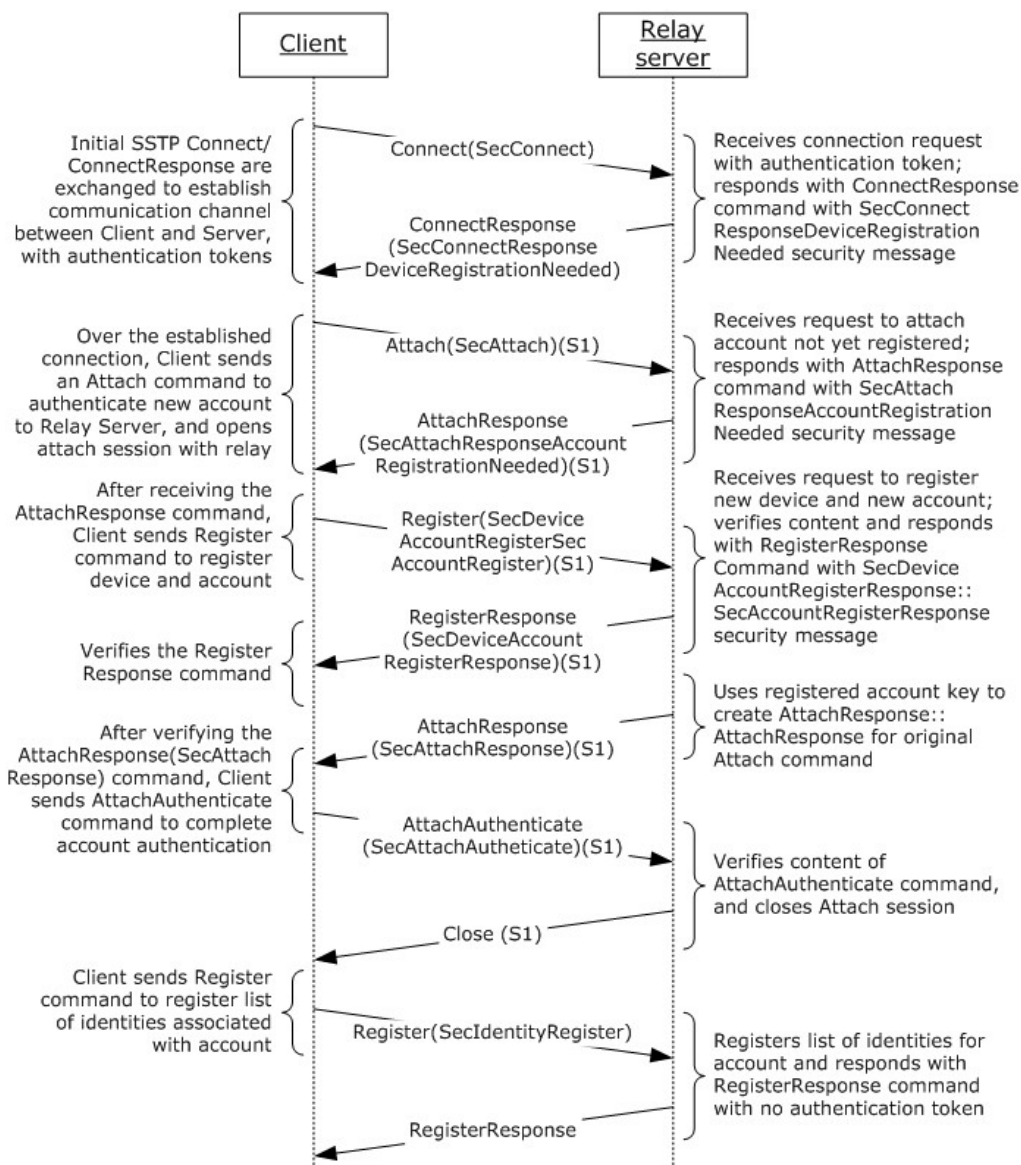 Client
Relay
server
Initial SSTP Connect/
ConnectResponse are
exchanged to establish
communication channel
between Client and Server,
with authentication tokens
Connect(SecConnect)
ConnectResponse
(SecConnectResponse
DeviceRegistrationNeeded)
Receives connection request
with authentication token;
responds with ConnectResponse
command with SecConnect
ResponseDeviceRegistration
Needed security message
Over the established
connection, Client sends
an Attach command to
authenticate new account
to Relay Server, and opens
attach session with relay
Attach(SecAttach)(S1)
AttachResponse
(SecAttachResponseAccount
RegistrationNeeded)(S1)
Receives request to attach
account not yet registered;
responds with AttachResponse
command with SecAttach
ResponseAccountRegistration
Needed security message
After receiving the
AttachResponse command,
Client sends Register
command to register
device and account
Register(SecDevice
AccountRegisterSec
AccountRegister)(S1)
Receives request to register
new device and new account;
verifies content and responds
with RegisterResponse
Command with SecDevice
AccountRegisterResponse::
SecAccountRegisterResponse
security message
RegisterResponse
(SecDeviceAccount
RegisterResponse)(S1)
Verifies the Register
Response command
AttachResponse
(SecAttachResponse)(S1)
Uses registered account key to
create AttachResponse::
AttachResponse for original
Attach command
After verifying the
AttachResponse(SecAttach
Response) command, Client
sends AttachAuthenticate
command to complete
account authentication
AttachAuthenticate
(SecAttachAutheticate)(S1)
Close (S1)
Verifies content of
AttachAuthenticate command,
and closes Attach session
Client sends Register
command to register list
of identities associated
with account
Register(SecIdentityRegister)
RegisterResponse
Registers list of identities for
account and responds with
RegisterResponse command
with no authentication token